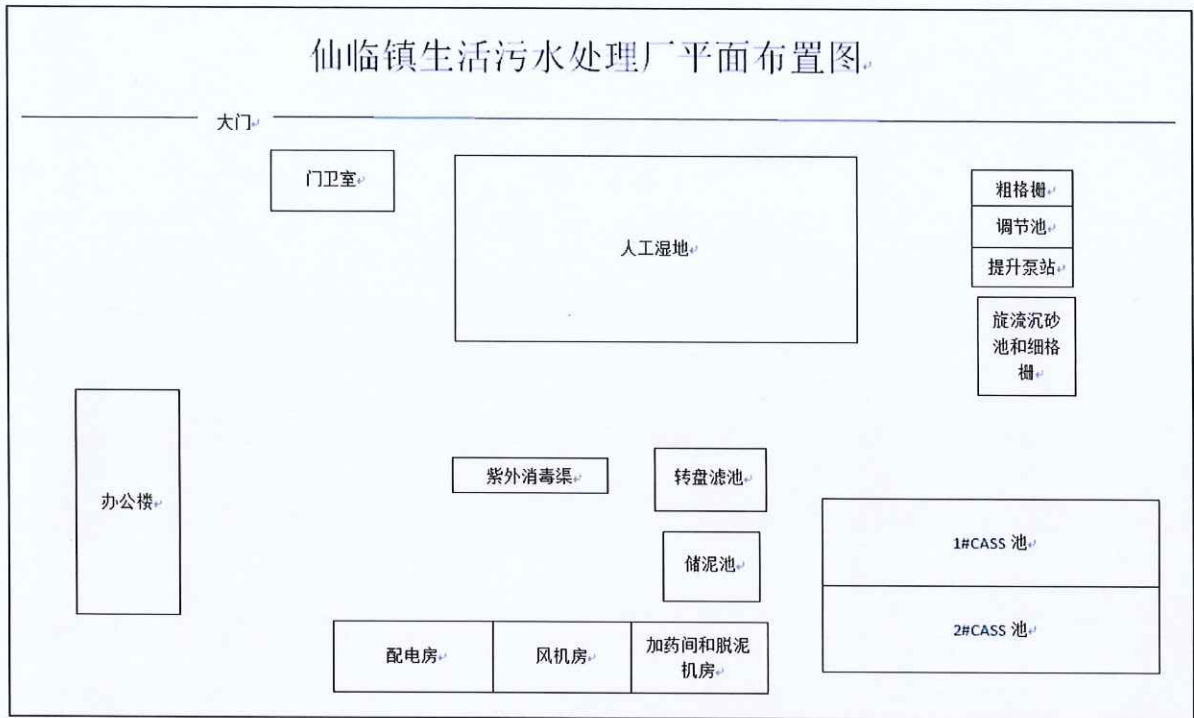 仙临镇生活污水处理厂平面布置图
大门
门卫室
人工湿地
粗格栅
调节池
提升泵站
旋流沉砂
池和细格
栅
办公楼
紫外消毒渠
转盘滤池
储泥池
1#CASS 池
2#CASS 池
配电房
风机房
加药间和脱泥
机房